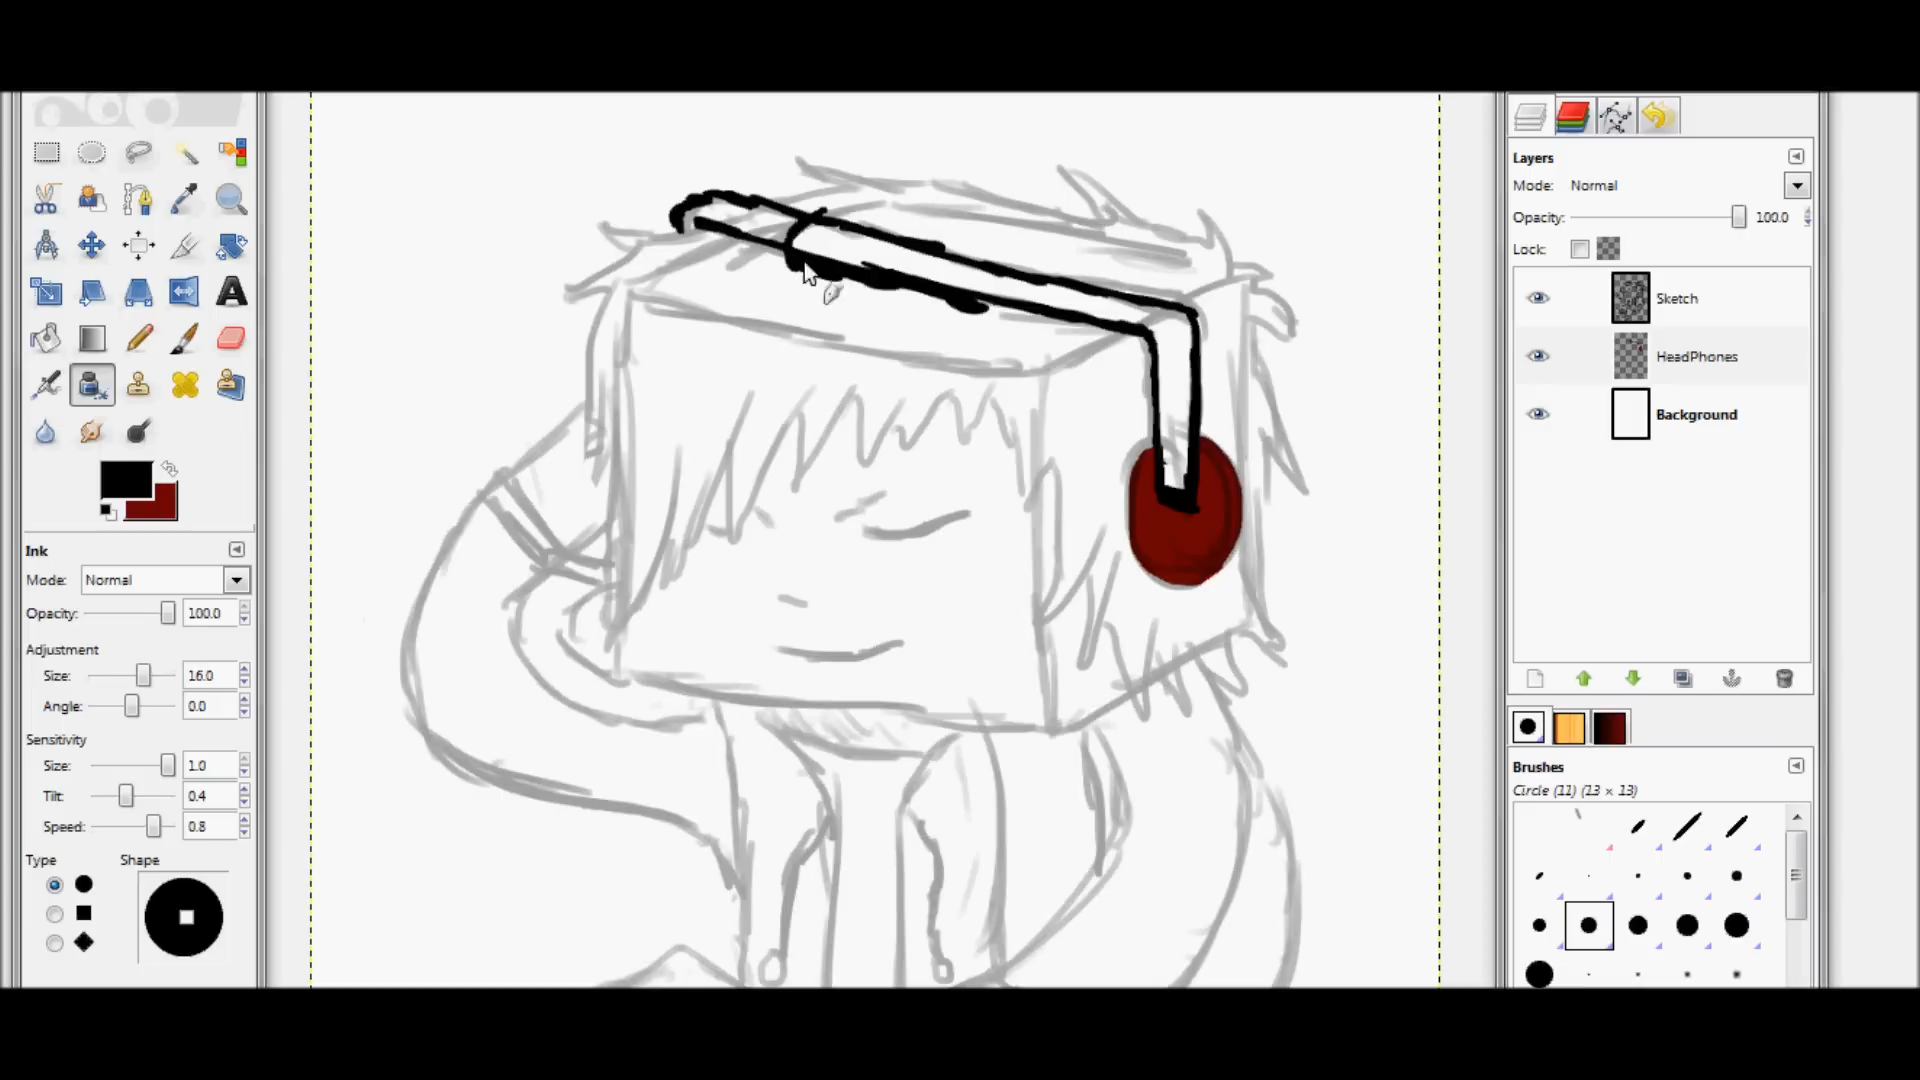 Ink
Mode: Normal
Opacity: 100.0
Adjustment
Size: 16.0
Angle: 0.0
Sensitivity
Size: 1.0
Tilt: 0.4
Speed: 0.8
Type Shape
Layers
Mode: Normal
Opacity: 100.0
Lock:
Sketch
HeadPhones
Background
Brushes
Circle (11) (13 × 13)